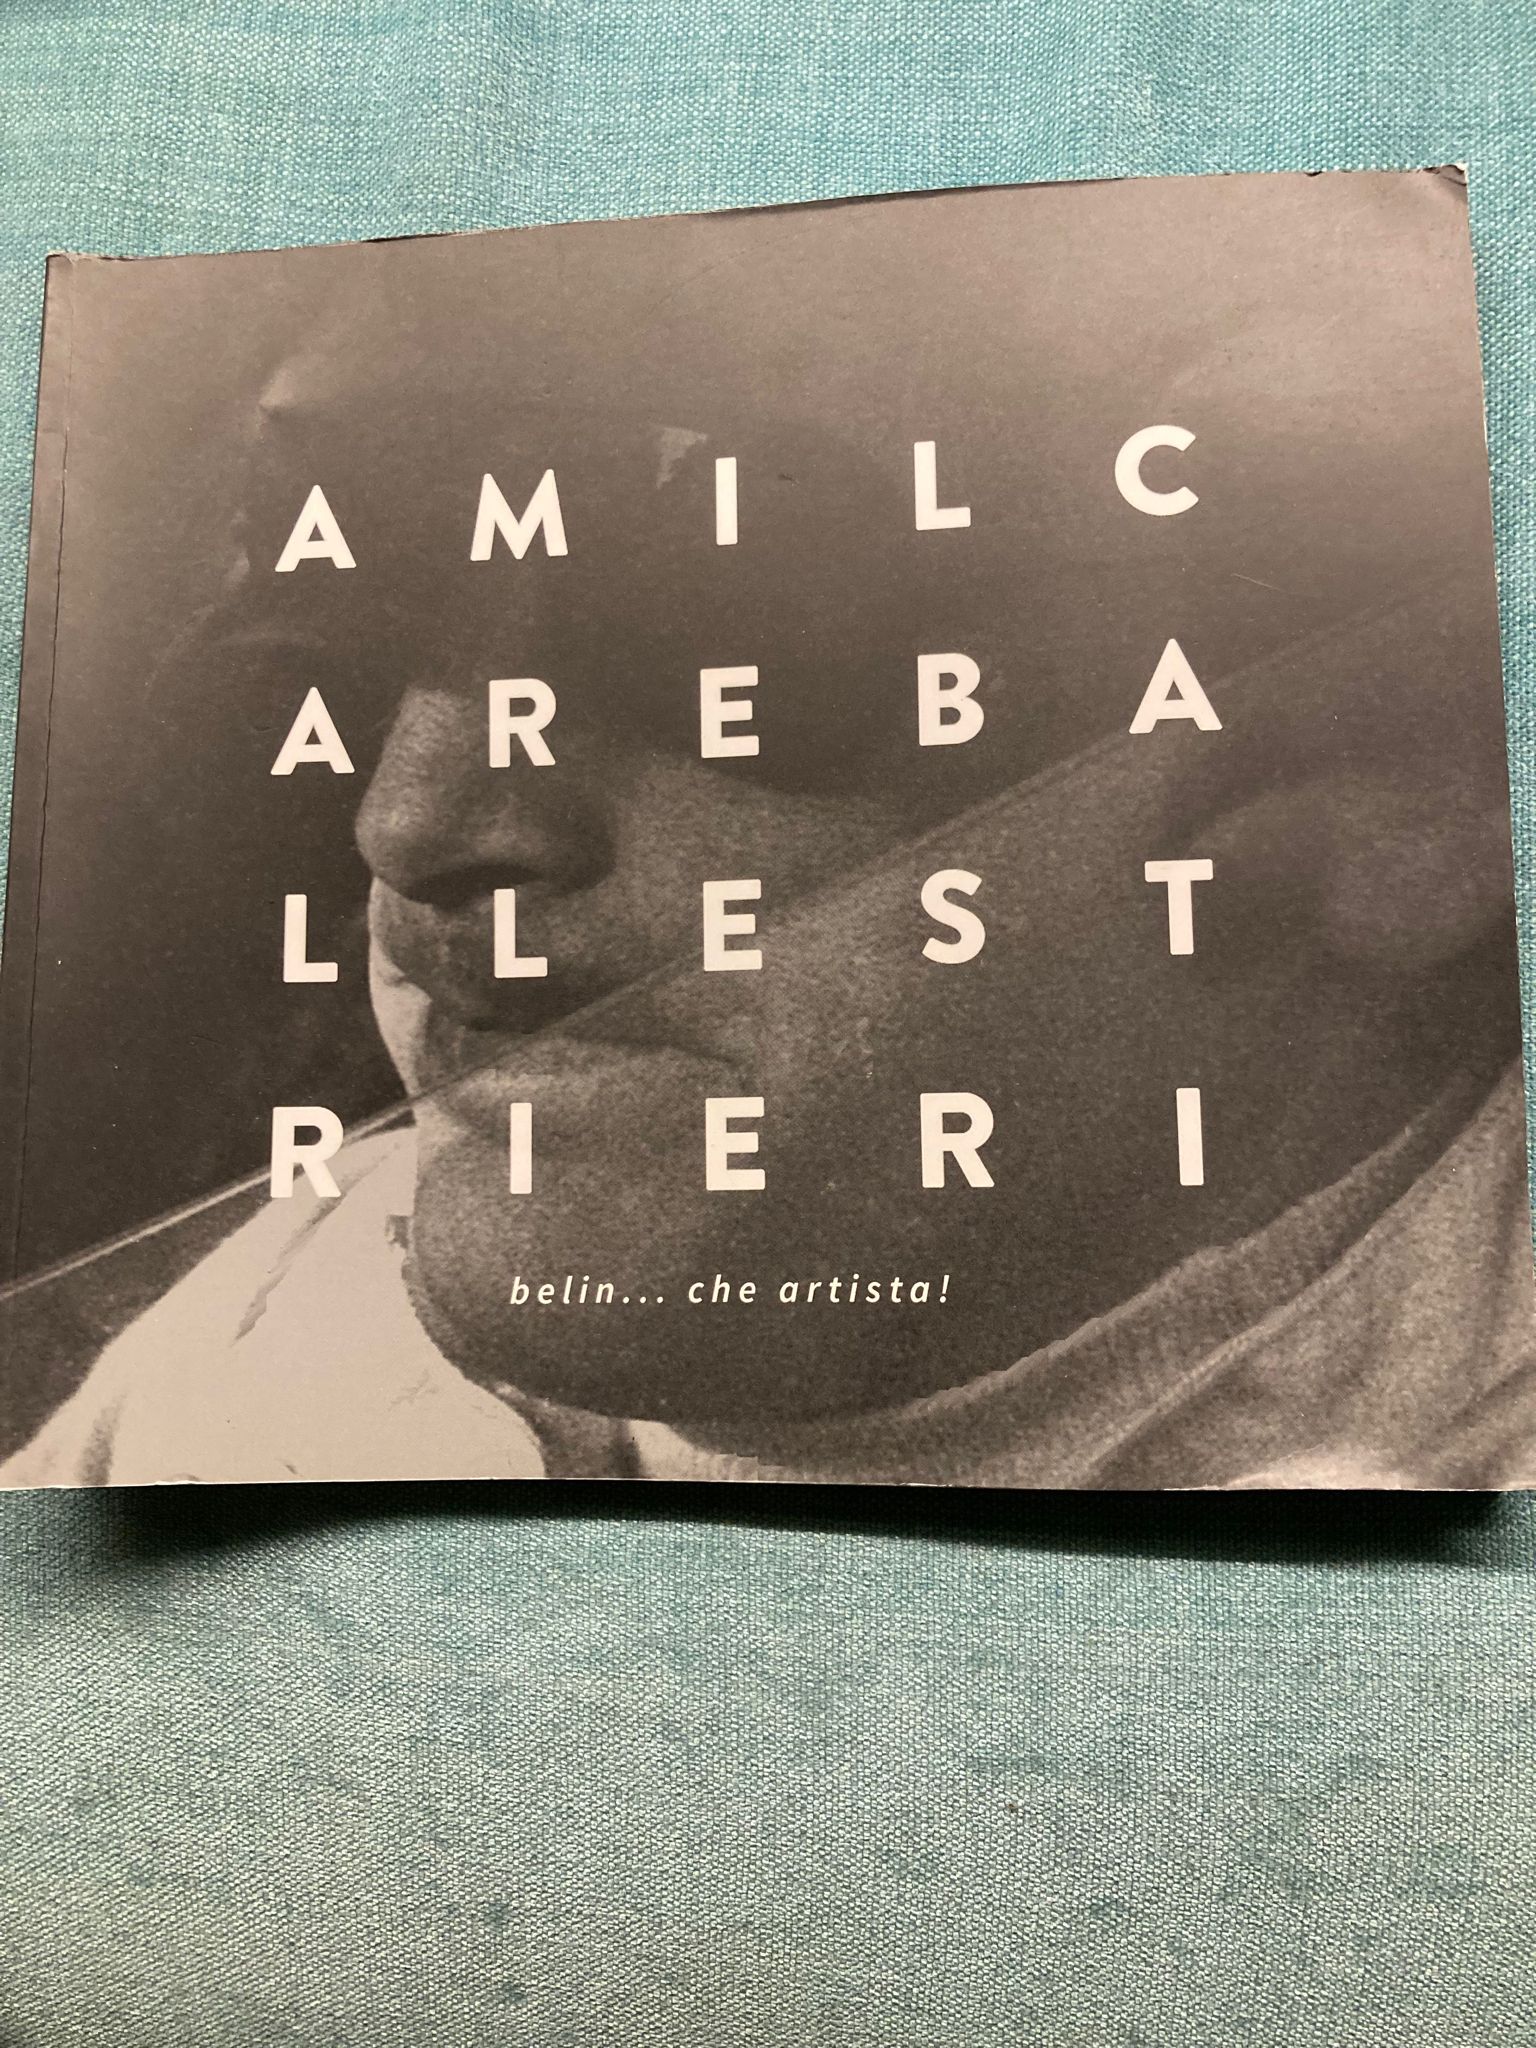 AMILC
AREBA
LLEST
RIERI
belin... che artista!